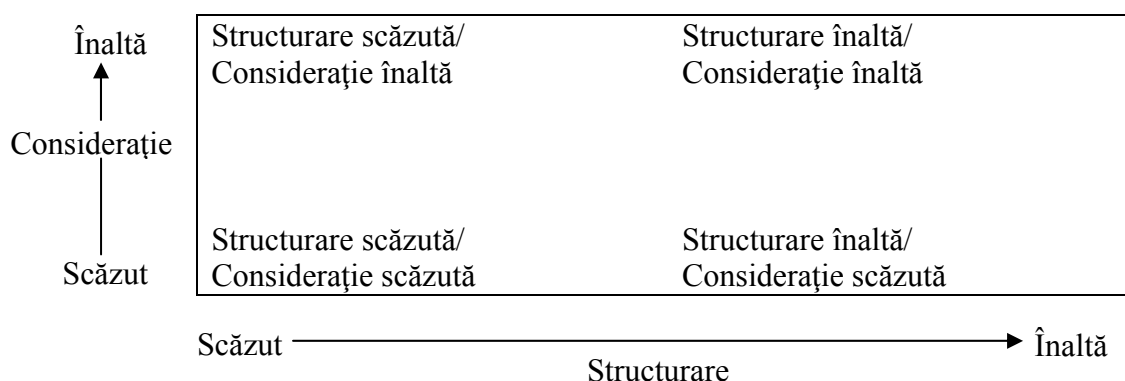 Înaltă
Consideraţie
Scăzut
Structurare scăzută/
Consideraţie înaltă
Structurare înaltă/
Consideraţie înaltă
Structurare scăzută/
Consideraţie scăzută
Structurare înaltă/
Consideraţie scăzută
Scăzut
Înaltă
Structurare